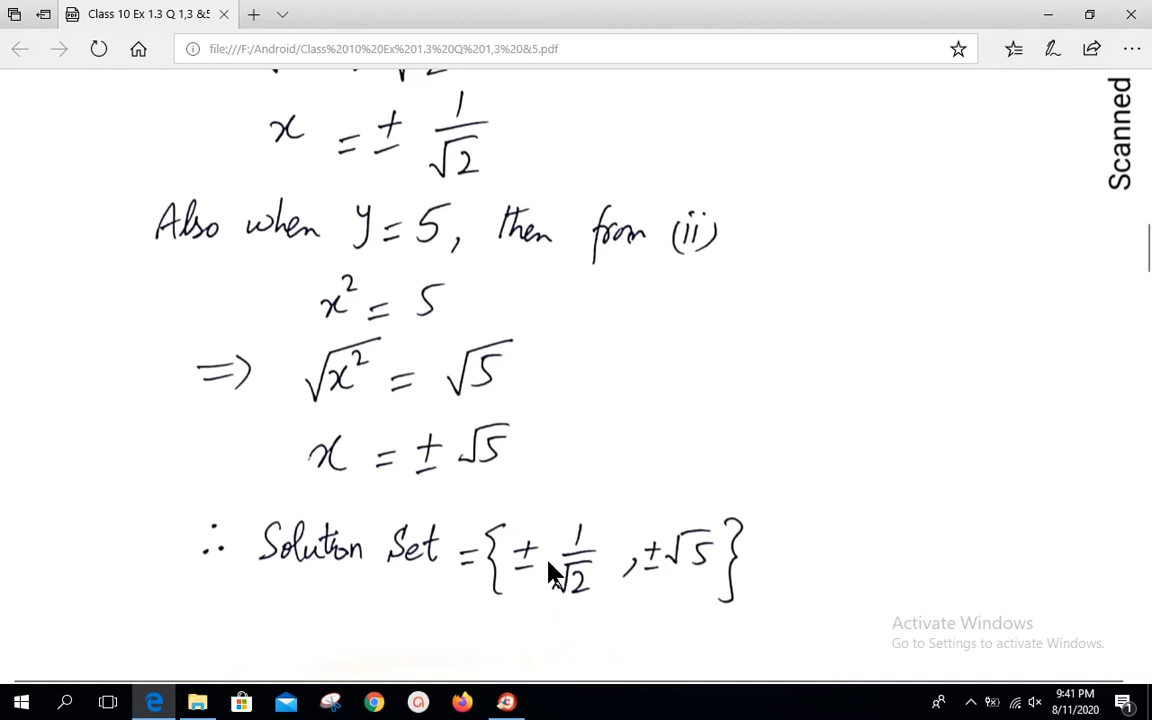 Class 10 Ex 1.3 Q 1,3 &5
file:///F:/Android/Class%2010%20Ex%201.3%20Q%201,3%20&5.pdf
Scanned
x = ± 1/√2
Also when y = 5, then from (ii)
x² = 5
=> √x² = √5
x = ± √5
∴ Solution Set = { ± 1/√2 , ±√5 }
Activate Windows
Go to Settings to activate Windows.
9:41 PM
8/11/2020